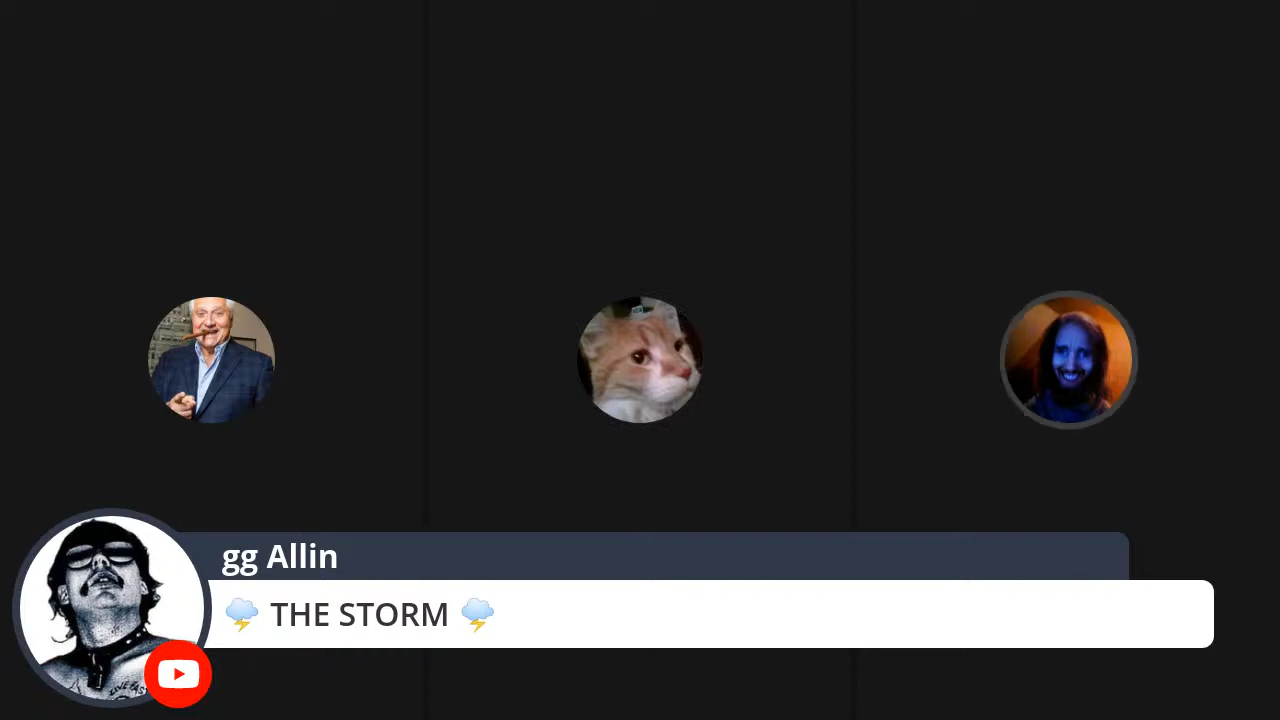 gg Allin
🌩️ THE STORM 🌩️